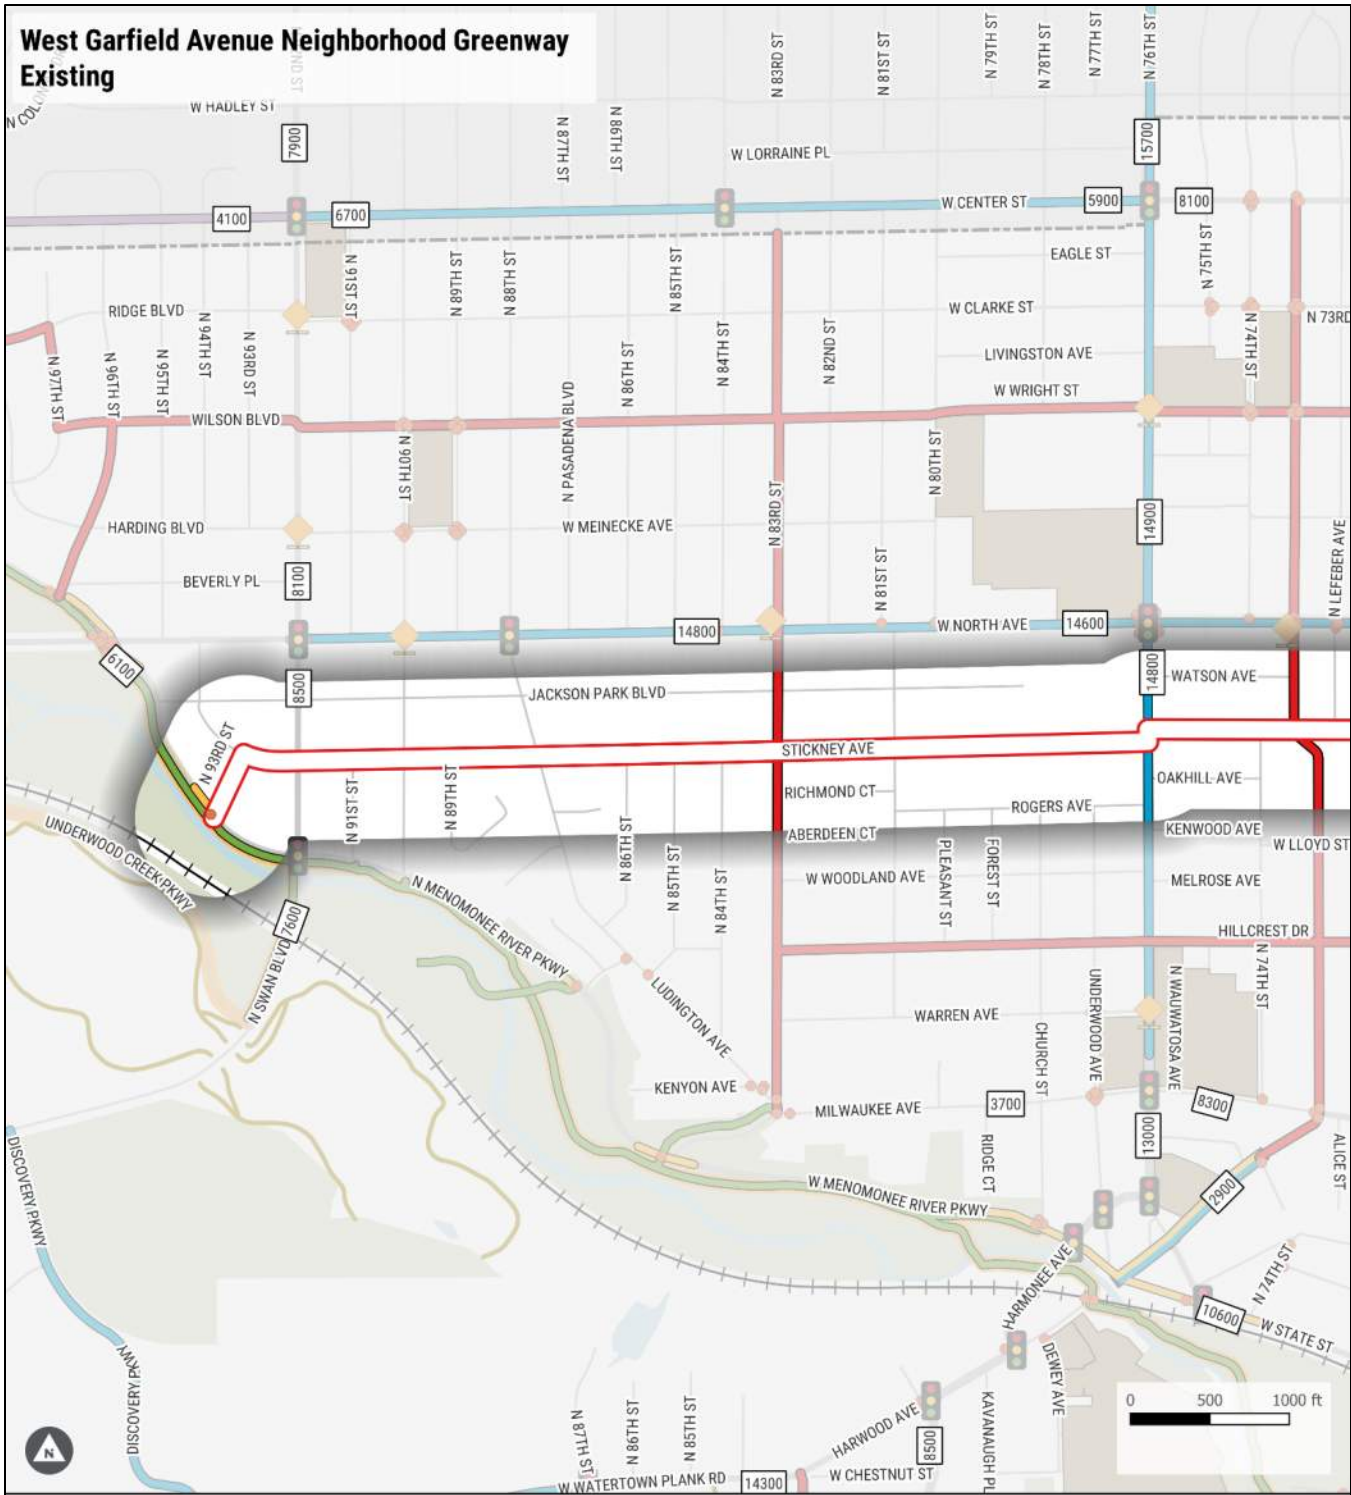 West Garfield Avenue Neighborhood Greenway
Existing
N 83RD ST
N 81ST ST
N 79TH ST
N 78TH ST
N 77TH ST
N 76TH ST
W HADLEY ST
7900
N 87TH ST
N 86TH ST
W LORRAINE PL
15700
4100
6700
W CENTER ST
5900
8100
EAGLE ST
N 75TH ST
N 91ST ST
N 89TH ST
N 88TH ST
N 85TH ST
RIDGE BLVD
W CLARKE ST
N 73RD
N 94TH ST
N 93RD ST
N 84TH ST
N 82ND ST
N 74TH ST
LIVINGSTON AVE
N 97TH ST
N 96TH ST
N 95TH ST
N 86TH ST
W WRIGHT ST
WILSON BLVD
N PASADENA BLVD
N 90TH ST
N 80TH ST
N 83RD ST
HARDING BLVD
W MEINECKE AVE
14900
N LEFEBER AVE
BEVERLY PL
8100
N 81ST ST
14800
W NORTH AVE
14600
6100
8500
JACKSON PARK BLVD
14800
WATSON AVE
N 93RD ST
STICKNEY AVE
N 91ST ST
N 89TH ST
RICHMOND CT
OAKHILL AVE
ROGERS AVE
UNDERWOOD CREEK PKWY
ABERDEEN CT
KENWOOD AVE
W LLOYD ST
N 86TH ST
N 85TH ST
N 84TH ST
N MENOMONEE RIVER PKWY
W WOODLAND AVE
PLEASANT ST
FOREST ST
MELROSE AVE
7600
HILLCREST DR
N SWAN BLVD
LUDINGTON AVE
WARREN AVE
UNDERWOOD AVE
N WAUWATOSA AVE
N 74TH ST
CHURCH ST
KENYON AVE
MILWAUKEE AVE
3700
8300
DISCOVERY PKWY
RIDGE CT
13000
ALICE ST
W MENOMONEE RIVER PKWY
2900
HARMONEE AVE
N 74TH ST
10600
W STATE ST
DISCOVERY PKWY
DEWEY AVE
0 500 1000 ft
N 87TH ST
N 86TH ST
N 85TH ST
HARWOOD AVE
8500
KAVANAUGH PL
N
W WATERTOWN PLANK RD
14300
W CHESTNUT ST